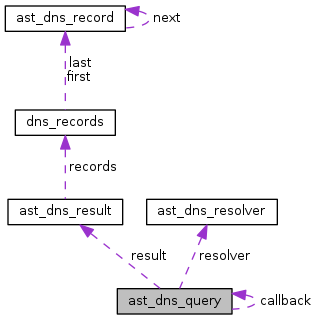 ast_dns_record
next
last
first
dns_records
records
ast_dns_result
ast_dns_resolver
result
resolver
ast_dns_query
callback